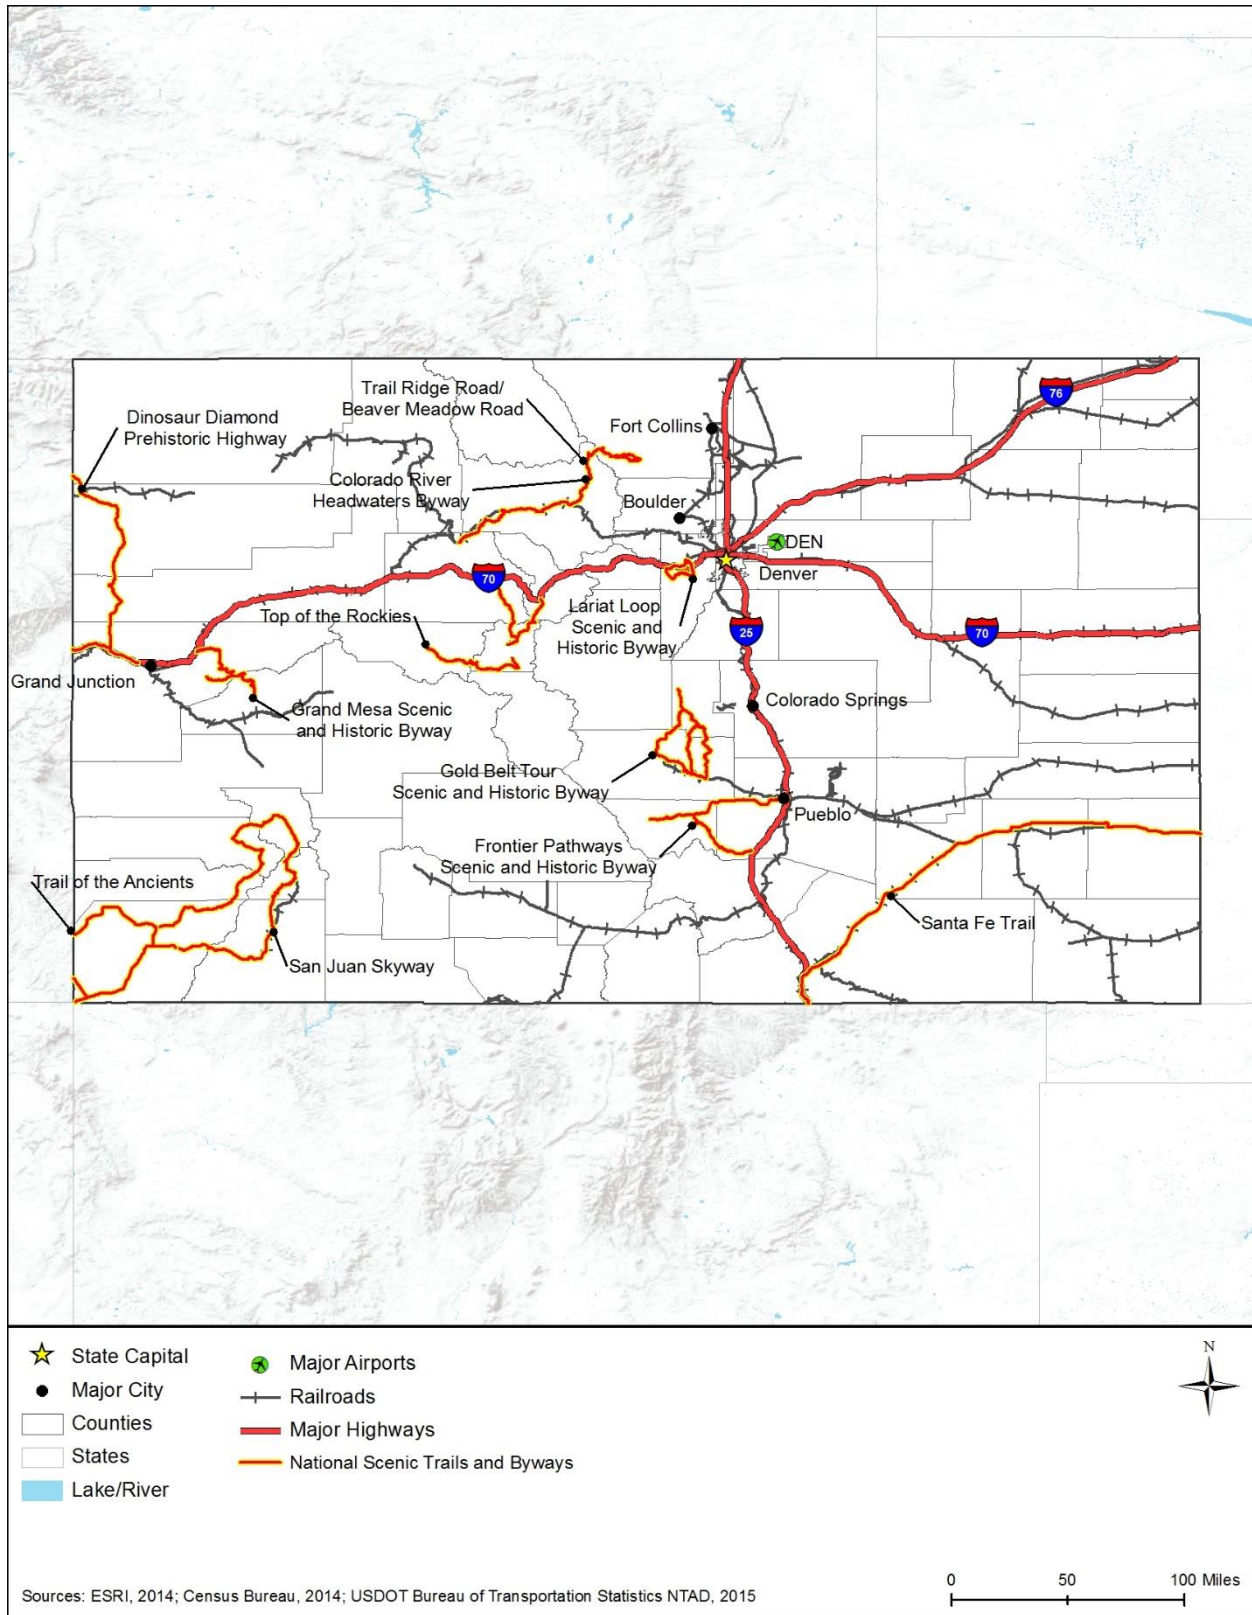 76
Trail Ridge Road/
Beaver Meadow Road
Dinosaur Diamond
Prehistoric Highway
Fort Collins
Colorado River
Headwaters Byway
Boulder
DEN
Denver
70
Lariat Loop
Scenic and
Historic Byway
Top of the Rockies
25
70
Grand Junction
Grand Mesa Scenic
and Historic Byway
Colorado Springs
Gold Belt Tour
Scenic and Historic Byway
Pueblo
Frontier Pathways
Scenic and Historic Byway
Trail of the Ancients
Santa Fe Trail
San Juan Skyway
State Capital
Major City
Counties
States
Lake/River
Major Airports
Railroads
Major Highways
National Scenic Trails and Byways
N
Sources: ESRI, 2014; Census Bureau, 2014; USDOT Bureau of Transportation Statistics NTAD, 2015
0 50 100 Miles